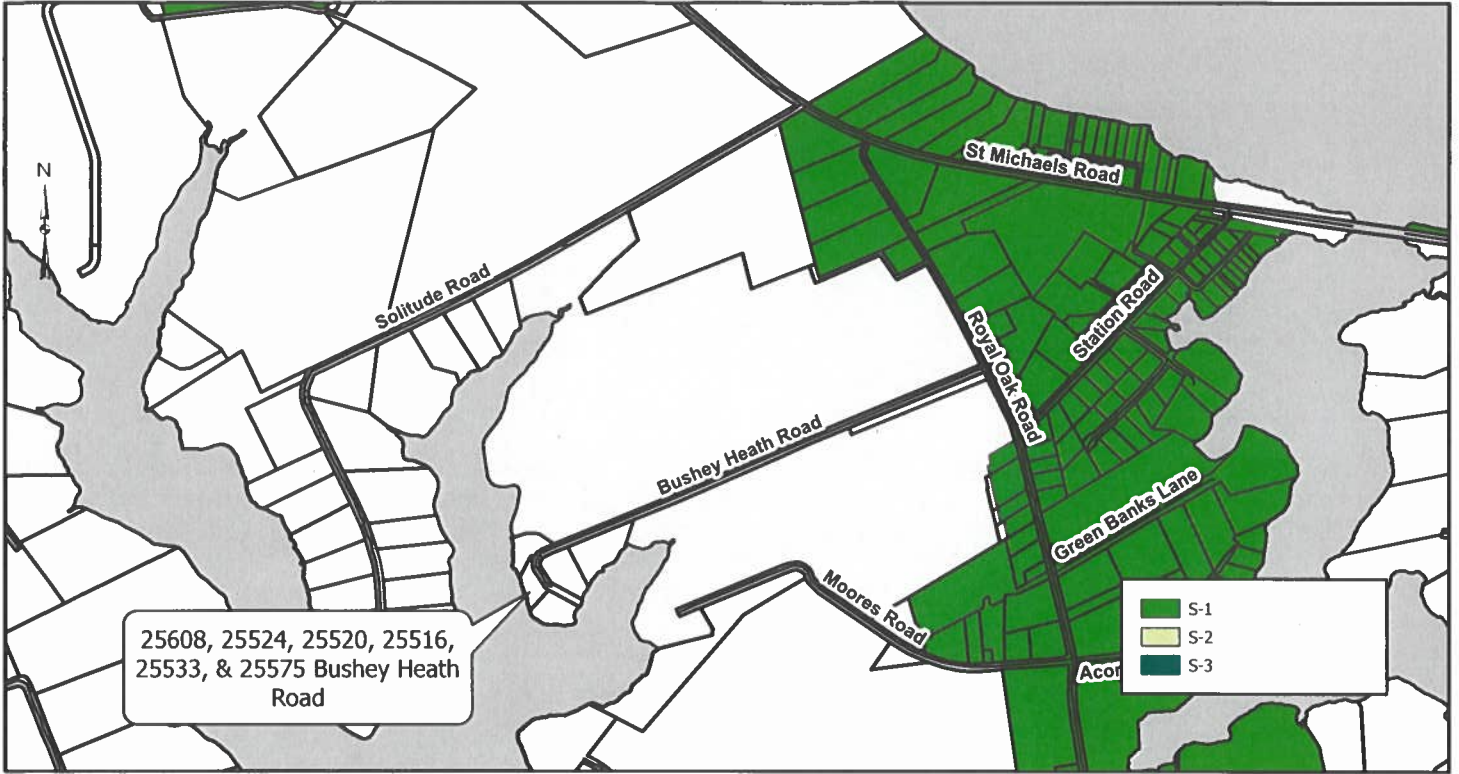 N
St Michaels Road
Solitude Road
Station Road
Royal Oak Road
Bushey Heath Road
Green Banks Lane
Moores Road
S-1
S-2
S-3
25608, 25524, 25520, 25516,
25533, & 25575 Bushey Heath
Road